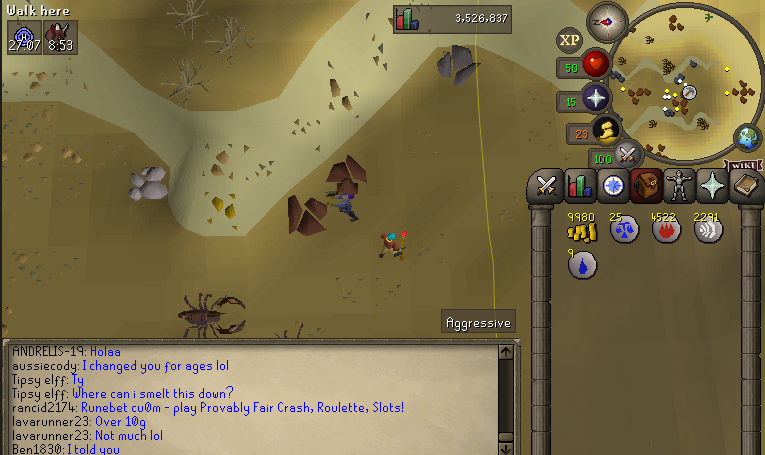 Walk here
3,526,837
27:07 8:53
XP
50
15
23
100
WIKI
9980 25 4522 2291
9
Aggressive
ANDRELIS-19: Holaa
aussiecody: I changed you for ages lol
Tipsy elff: Ty
Tipsy elff: Where can i smelt this down?
rancid2174: Runebet cu0m - play Provably Fair Crash, Roulette, Slots!
lavarunner23: Over 10g
lavarunner23: Not much lol
Ben1830: I told you